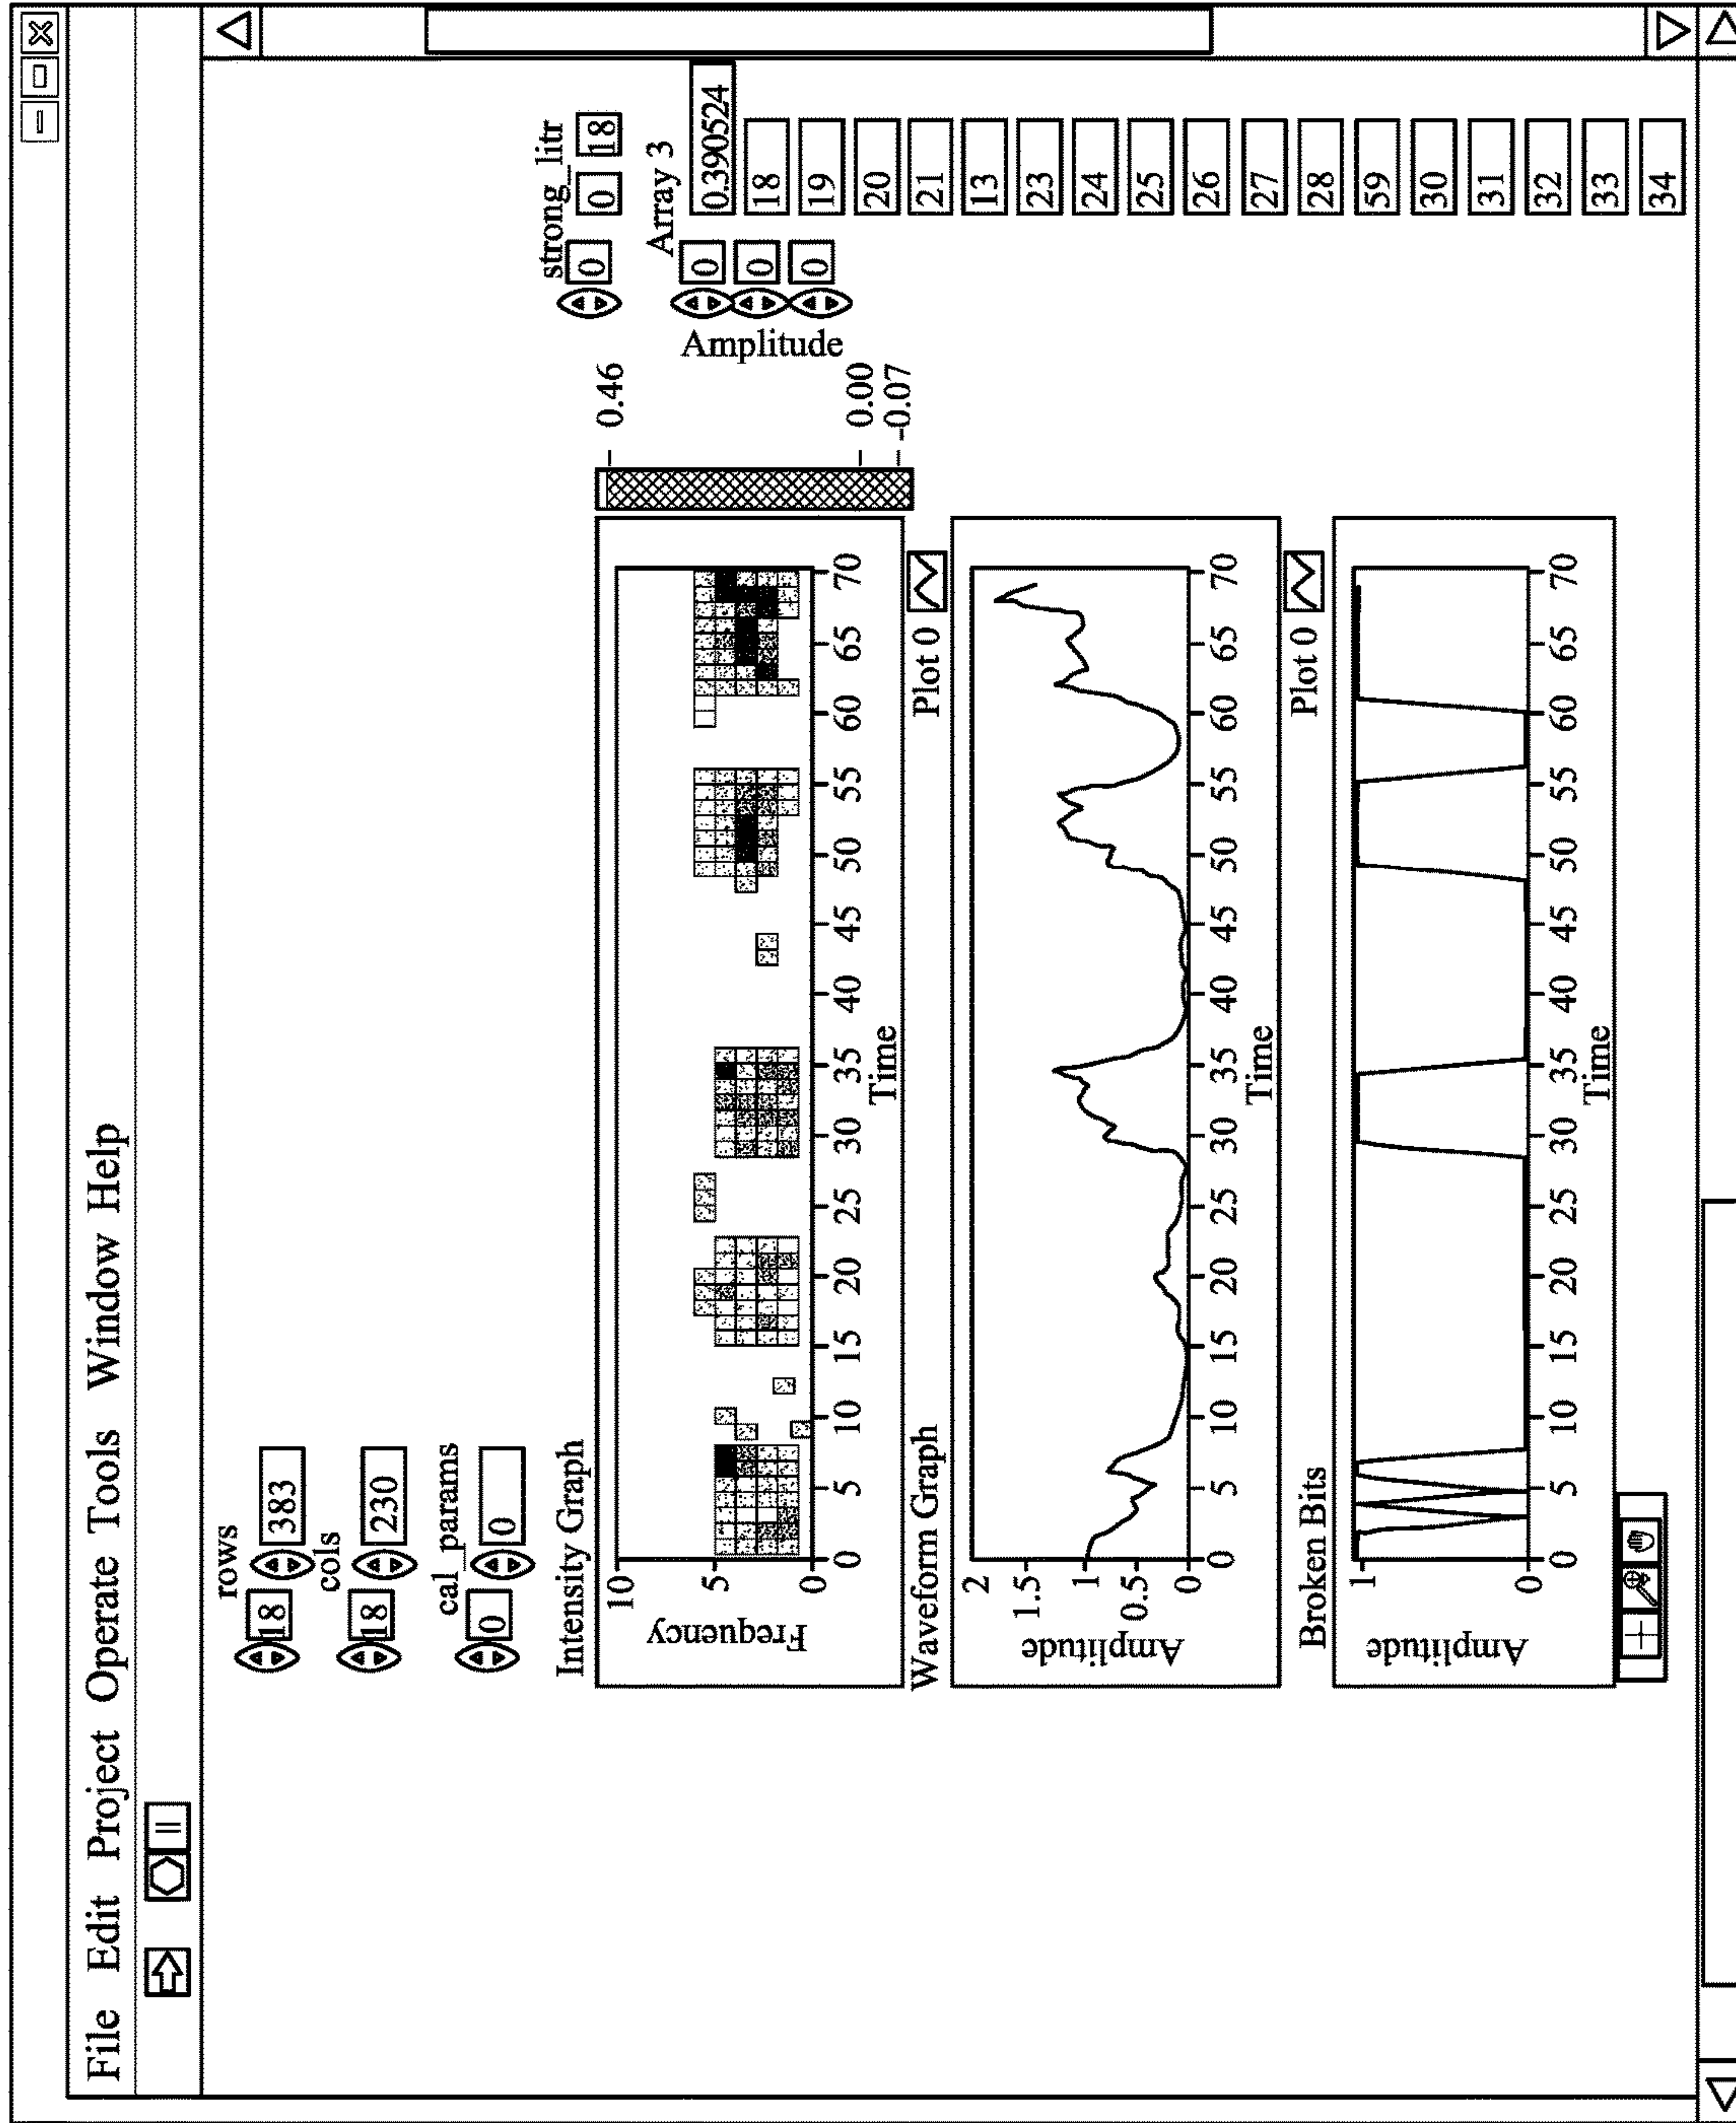 File Edit Project Operate Tools Window Help
rows
18 383
cols
18 230
cal_params
0 0
Intensity Graph
Frequency
10
5
0
0 5 10 15 20 25 30 35 40 45 50 55 60 65 70
Time
0.46
0.00
-0.07
Amplitude
strong_litr
0 0 18
Array 3
0 0.390524
0 18
0 19
20
21
13
23
24
25
26
27
28
59
30
31
32
33
34
Waveform Graph
Plot 0
Amplitude
2
1.5
1
0.5
0
0 5 10 15 20 25 30 35 40 45 50 55 60 65 70
Time
Broken Bits
Plot 0
Amplitude
1
0
0 5 10 15 20 25 30 35 40 45 50 55 60 65 70
Time